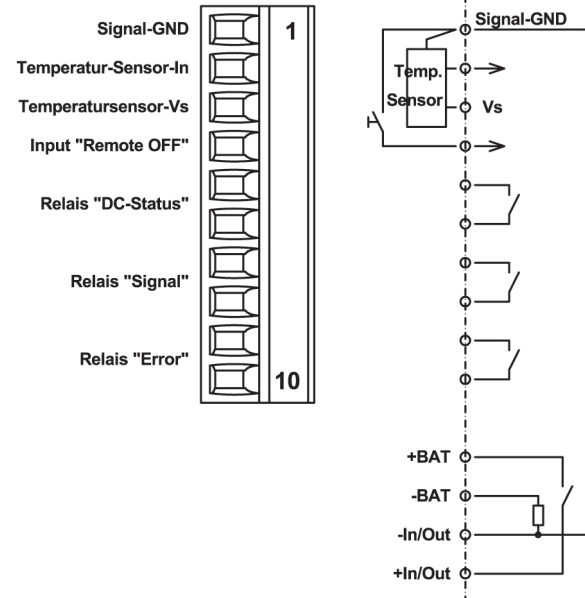 Signal-GND
Temperatur-Sensor-In
Temperatursensor-Vs
Input "Remote OFF"
Relais "DC-Status"
Relais "Signal"
Relais "Error"
1
10
Signal-GND
Temp.
Sensor
Vs
+BAT
-BAT
-In/Out
+In/Out